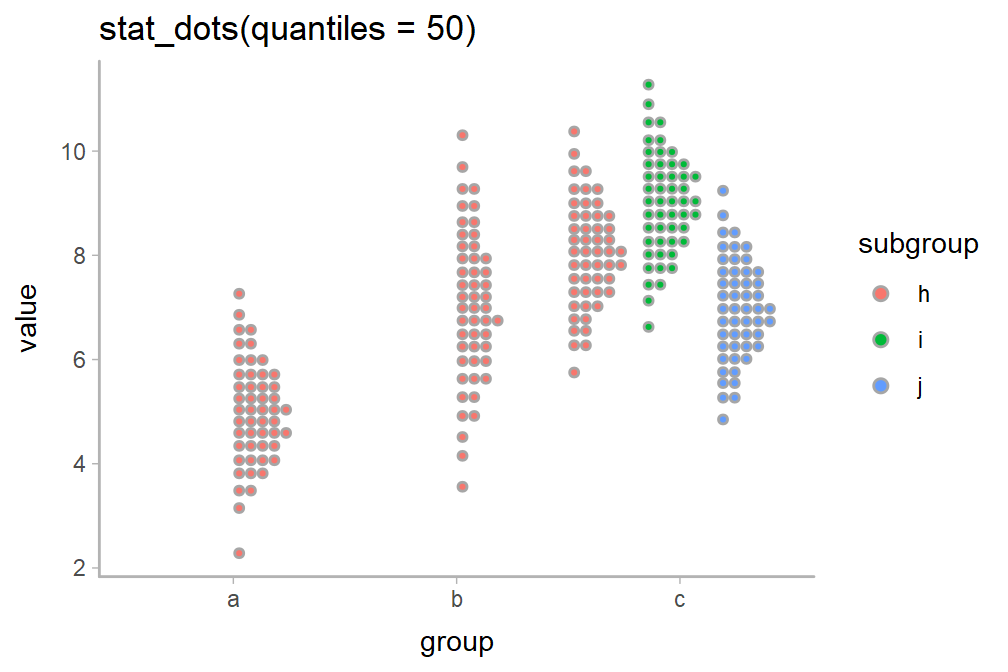 stat_dots(quantiles = 50)
10
8
6
4
2
value
a
b
c
group
subgroup
h
i
j